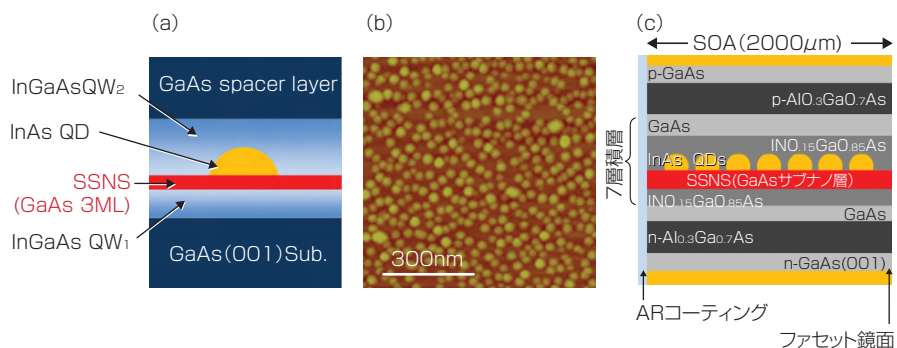 (a)
GaAs spacer layer
InGaAsQW₂
InAs QD
SSNS
(GaAs 3ML)
InGaAs QW₁
GaAs(001)Sub.
(b)
300nm
(c)
SOA(2000μm)
p-GaAs
p-Al0.3Ga0.7As
GaAs
IN0.15Ga0.85As
InAs QDs
SSNS(GaAsサブナノ層)
IN0.15Ga0.85As
GaAs
n-Al0.3Ga0.7As
n-GaAs(001)
7層積層
ARコーティング
ファセット鏡面